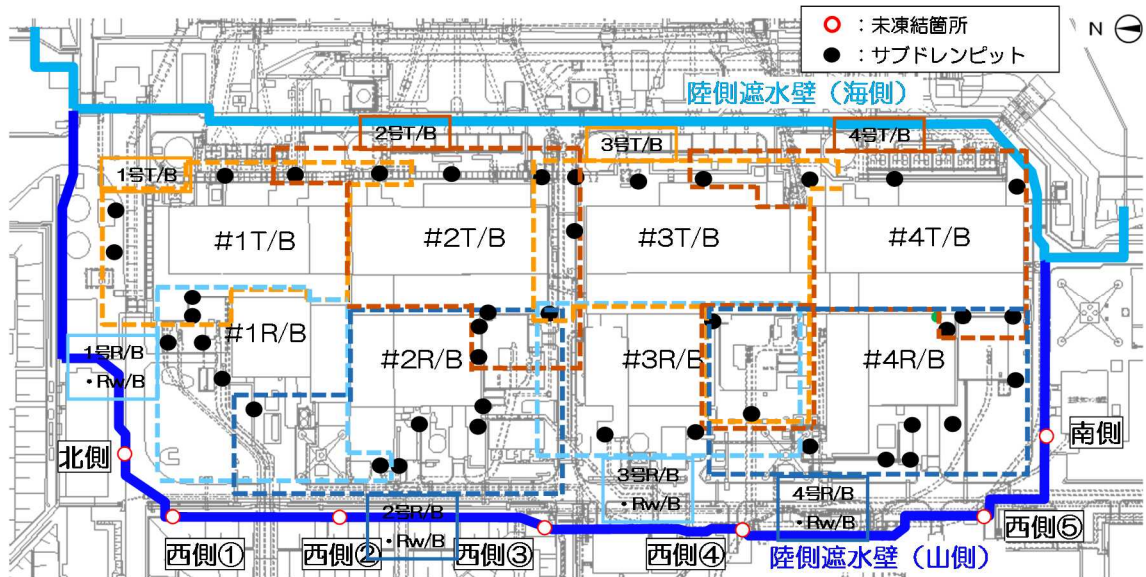 ○：未凍結箇所
●：サブドレンピット
N
陸側遮水壁（海側）
2号T/B
3号T/B
4号T/B
1号T/B
#1T/B
#2T/B
#3T/B
#4T/B
#1R/B
#2R/B
#3R/B
#4R/B
1号R/B
・Rw/B
北側
南側
3号R/B
・Rw/B
4号R/B
・Rw/B
2号R/B
・Rw/B
西側①
西側②
西側③
西側④
西側⑤
陸側遮水壁（山側）